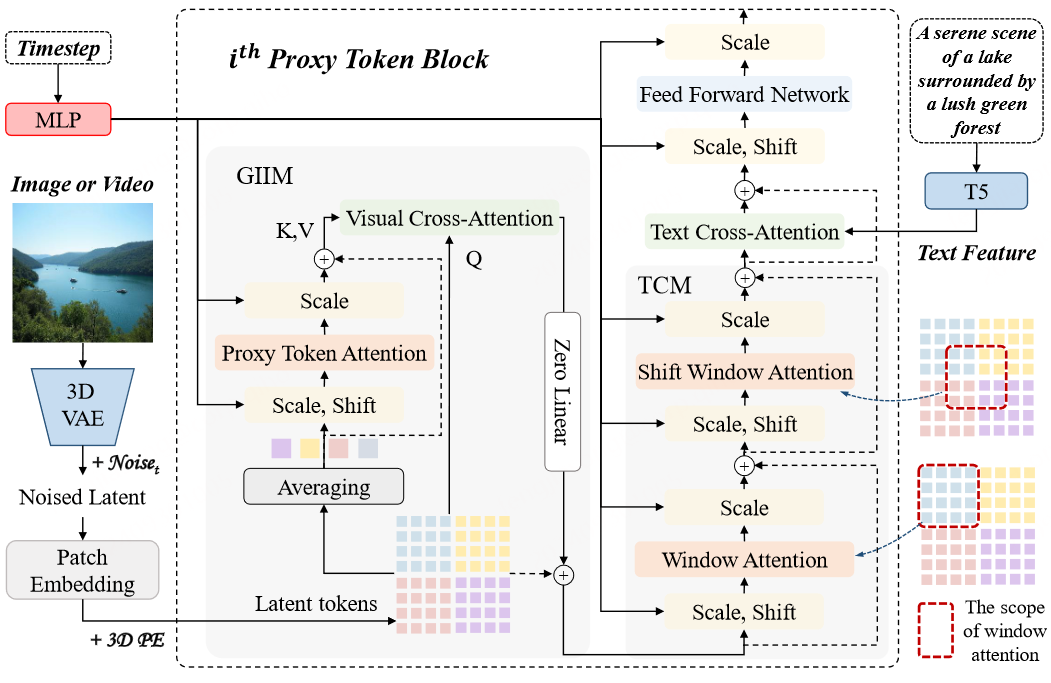 Timestep
MLP
Image or Video
3D
VAE
+ Noise_t
Noised Latent
Patch
Embedding
+ 3D PE
i^th Proxy Token Block
GIIM
K,V
Visual Cross-Attention
Q
Scale
Proxy Token Attention
Scale, Shift
Averaging
Latent tokens
Zero Linear
Scale
Feed Forward Network
Scale, Shift
Text Cross-Attention
TCM
Scale
Shift Window Attention
Scale, Shift
Scale
Window Attention
Scale, Shift
A serene scene
of a lake
surrounded by
a lush green
forest
T5
Text Feature
The scope
of window
attention